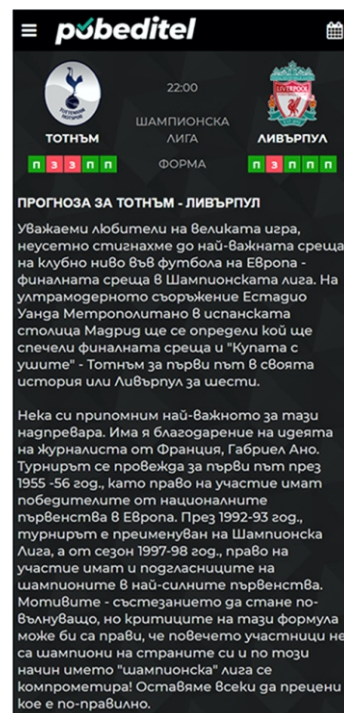 pobeditel
22:00
ШАМПИОНСКА
ЛИГА
ТОТНЪМ
ЛИВЪРПУЛ
П З З П П
ФОРМА
П З П П П
ПРОГНОЗА ЗА ТОТНЪМ - ЛИВЪРПУЛ
Уважаеми любители на великата игра,
неусетно стигнахме до най-важната среща
на клубно ниво във футбола на Европа -
финалната среща в Шампионската лига. На
ултрамодерното съоръжение Естадио
Уанда Метрополитано в испанската
столица Мадрид ще се определи кой ще
спечели финалната среща и "Купата с
ушите" - Тотнъм за първи път в своята
история или Ливърпул за шести.
Нека си припомним най-важното за тази
надпревара. Има я благодарение на идеята
на журналиста от Франция, Габриел Ано.
Турнирът се провежда за първи път през
1955 -56 год., като право на участие имат
победителите от националните
първенства в Европа. През 1992-93 год.,
турнирът е преименуван на Шампионска
Лига, а от сезон 1997-98 год., право на
участие имат и подгласниците на
шампионите в най-силните първенства.
Мотивите - състезанието да стане по-
вълнуващо, но критиците на тази формула
може би са прави, че повечето участници не
са шампиони на страните си и по този
начин името "шампионска" лига се
компрометира! Оставяме всеки да прецени
кое е по-правилно.